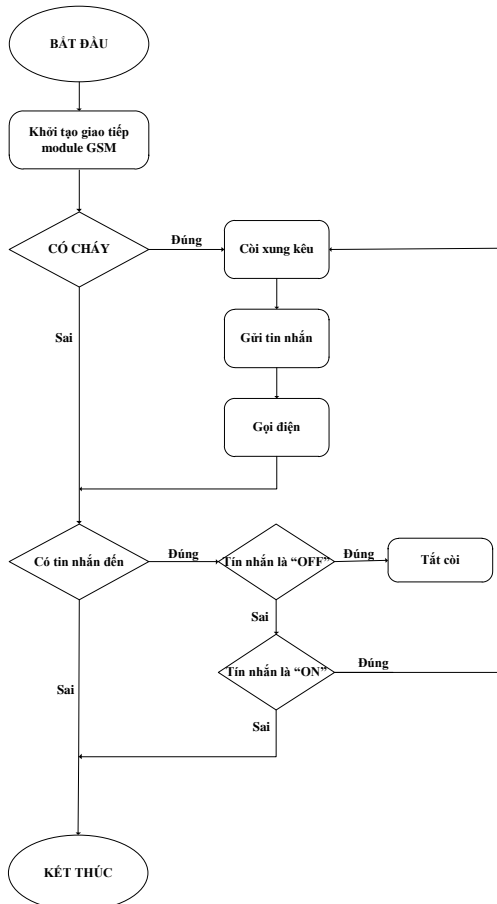 BẮT ĐẦU
Khởi tạo giao tiếp
module GSM
CÓ CHÁY
Đúng
Còi xung kêu
Sai
Gửi tin nhắn
Gọi điện
Có tin nhắn đến
Đúng
Tín nhắn là “OFF”
Đúng
Tắt còi
Sai
Tín nhắn là “ON”
Đúng
Sai
Sai
KẾT THÚC